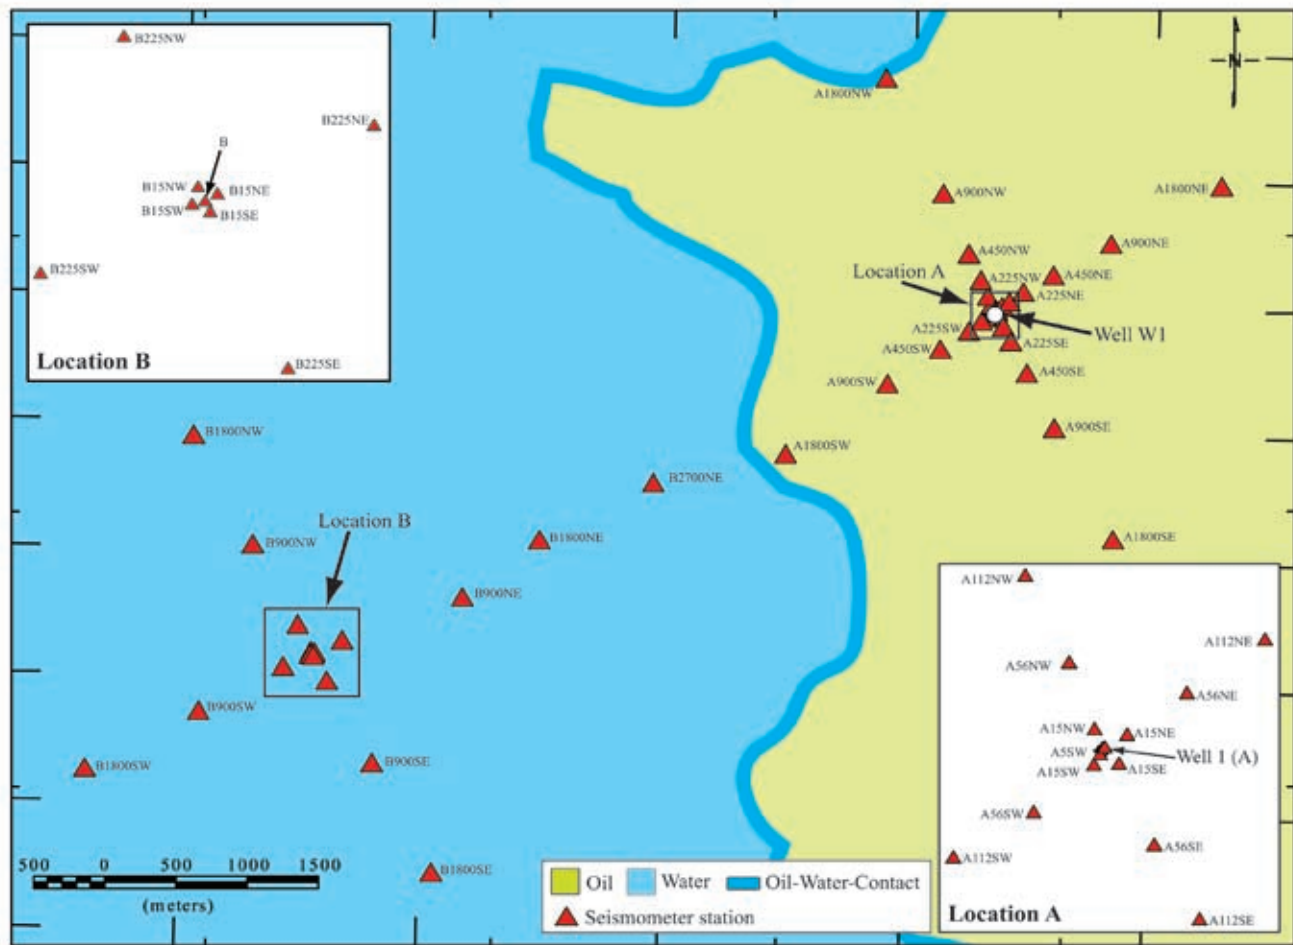 B225NW
B225NE
B
B15NW
B15NE
B15SW
B15SE
B225SW
B225SE
Location B
N
A1800NW
A900NW
A1800NE
A900NE
A450NW
A450NE
Location A
A225NW
A225NE
A225SW
Well W1
A450SW
A225SE
A900SW
A450SE
A900SE
A1800SW
A1800SE
B1800NW
B2700NE
Location B
B900NW
B1800NE
B900NE
B900SW
B1800SW
B900SE
B1800SE
A112NW
A112NE
A56NW
A56NE
A15NW
A15NE
A5SW
Well 1 (A)
A15SW
A15SE
A56SW
A56SE
A112SW
A112SE
Location A
500 0 500 1000 1500
(meters)
Oil Water Oil-Water-Contact
Seismometer station